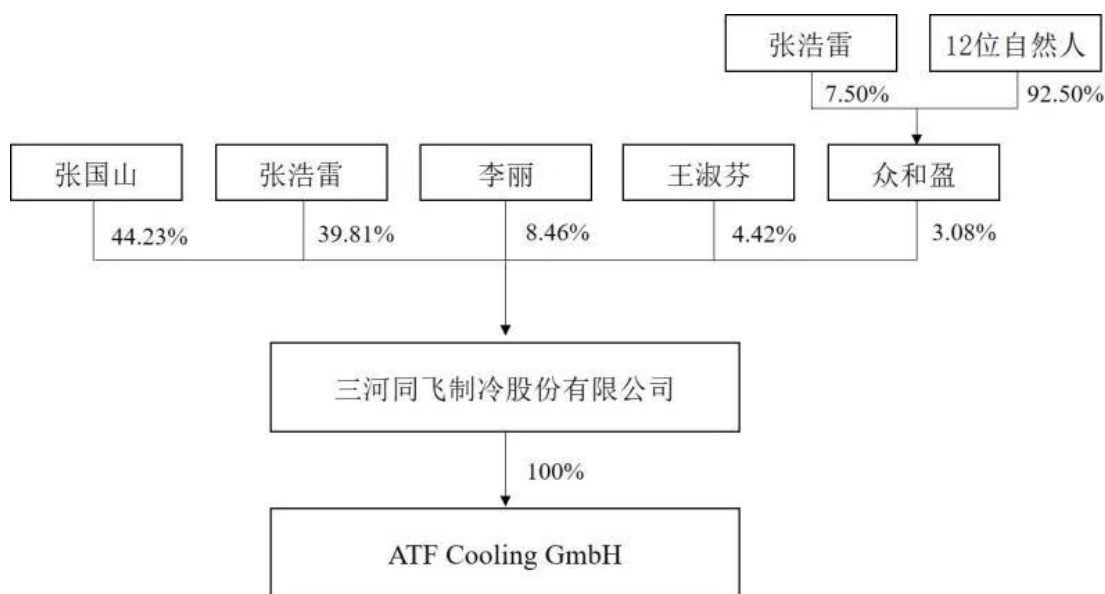 张浩雷 12位自然人
7.50% 92.50%
张国山 张浩雷 李丽 王淑芬 众和盈
44.23% 39.81% 8.46% 4.42% 3.08%
三河同飞制冷股份有限公司
100%
ATF Cooling GmbH